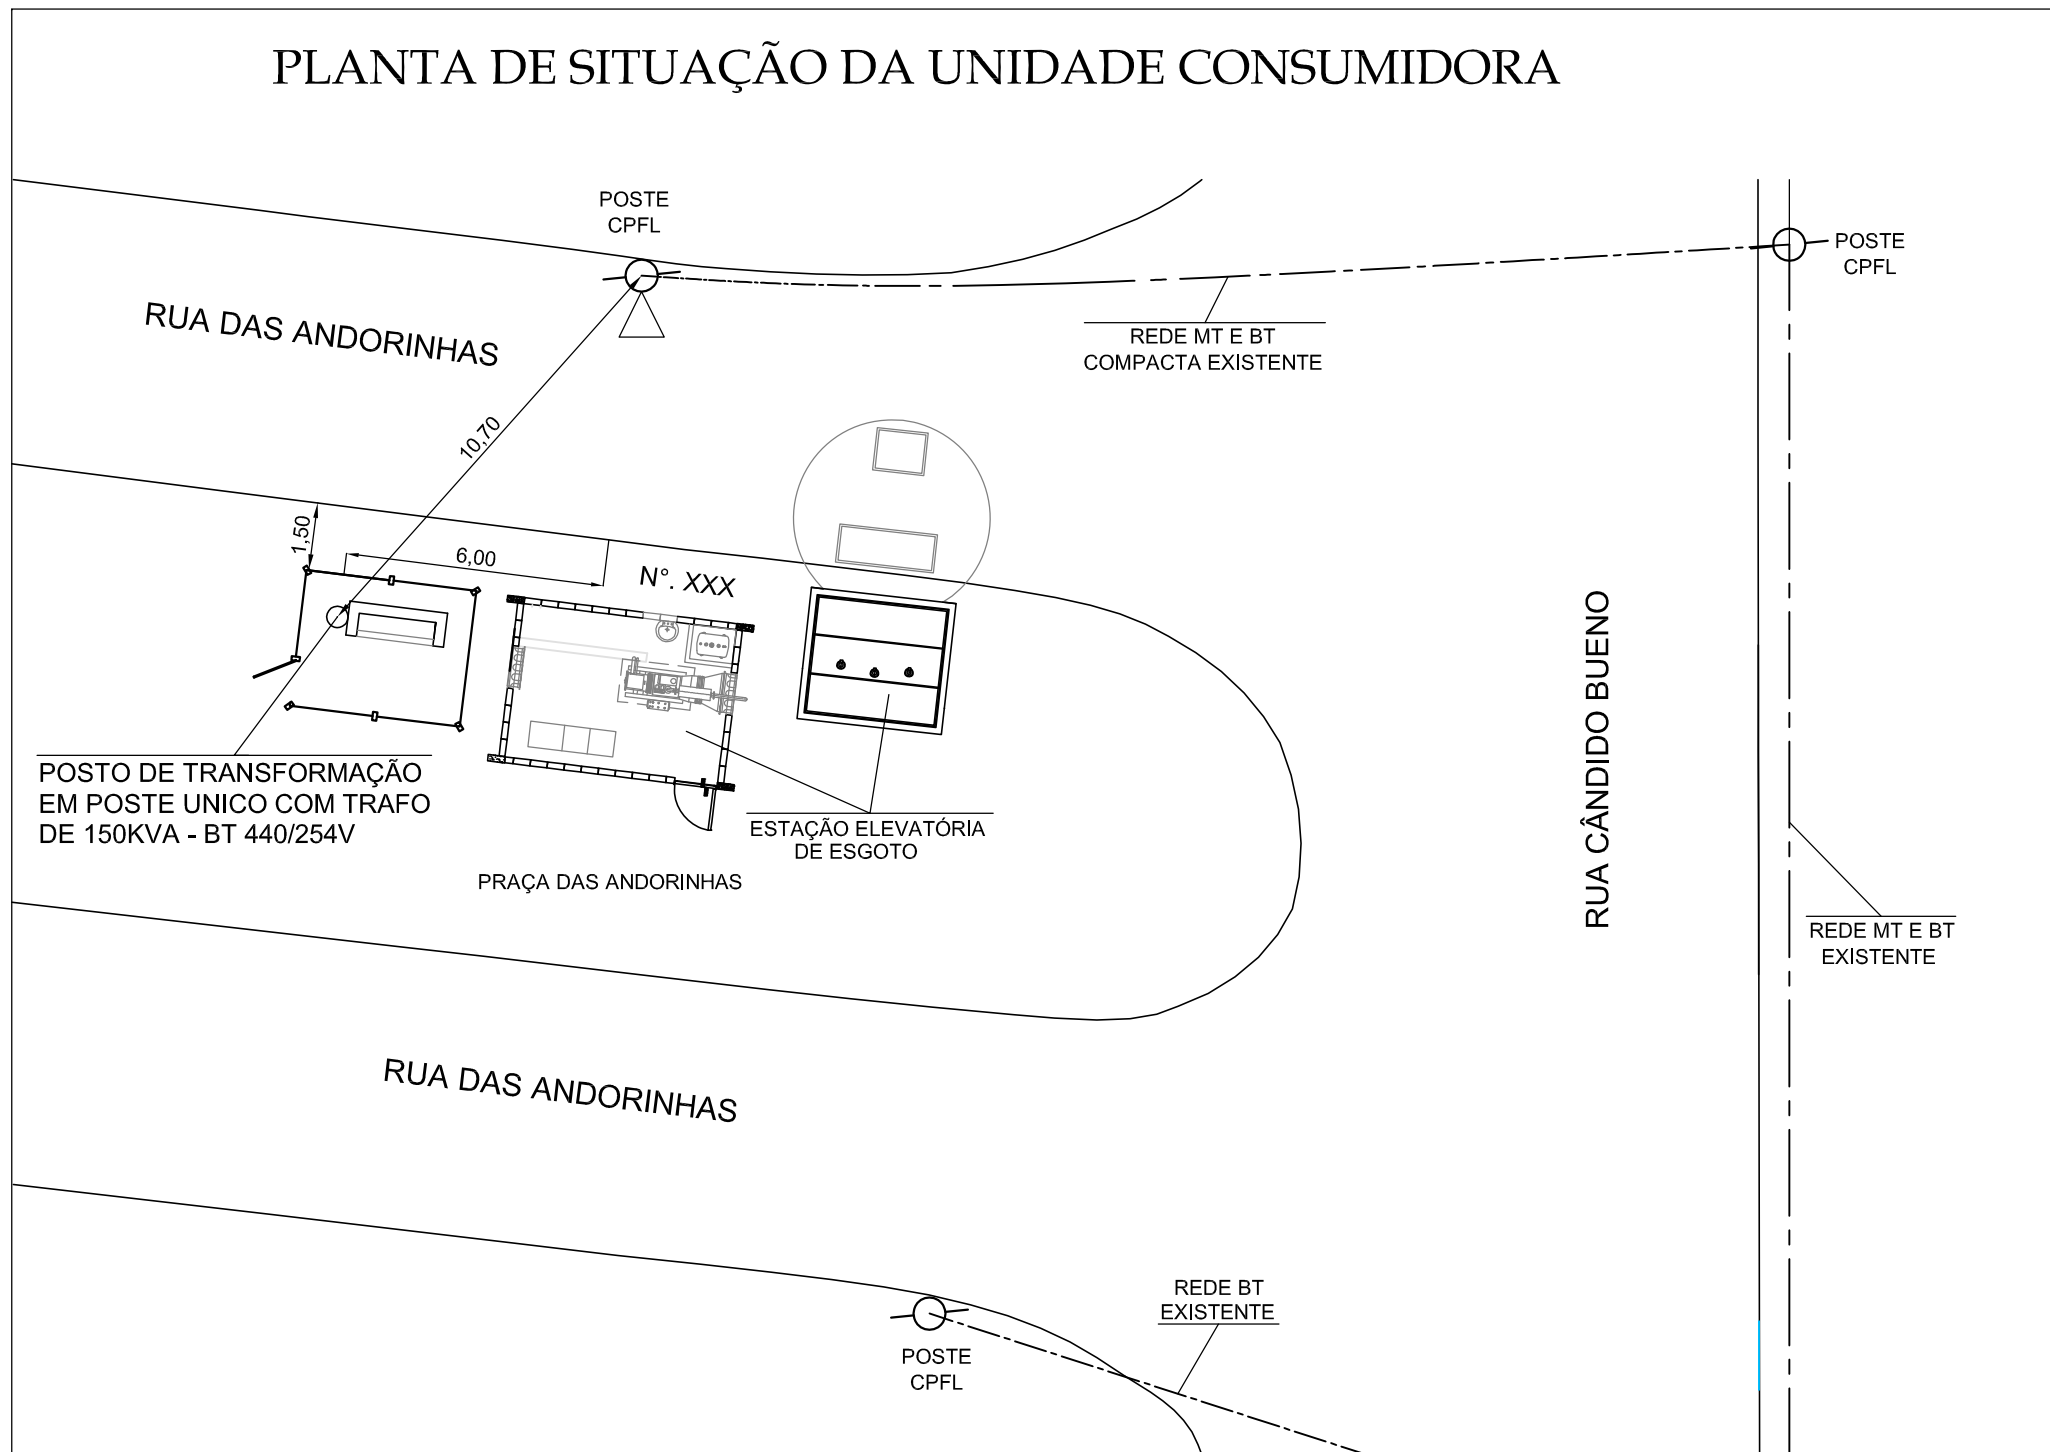 PLANTA DE SITUAÇÃO DA UNIDADE CONSUMIDORA
POSTE
CPFL
POSTE
CPFL
RUA DAS ANDORINHAS
REDE MT E BT
COMPACTA EXISTENTE
10,70
1,50
6,00
N°. XXX
RUA CÂNDIDO BUENO
POSTO DE TRANSFORMAÇÃO
EM POSTE UNICO COM TRAFO
DE 150KVA - BT 440/254V
ESTAÇÃO ELEVATÓRIA
DE ESGOTO
PRAÇA DAS ANDORINHAS
REDE MT E BT
EXISTENTE
RUA DAS ANDORINHAS
REDE BT
EXISTENTE
POSTE
CPFL